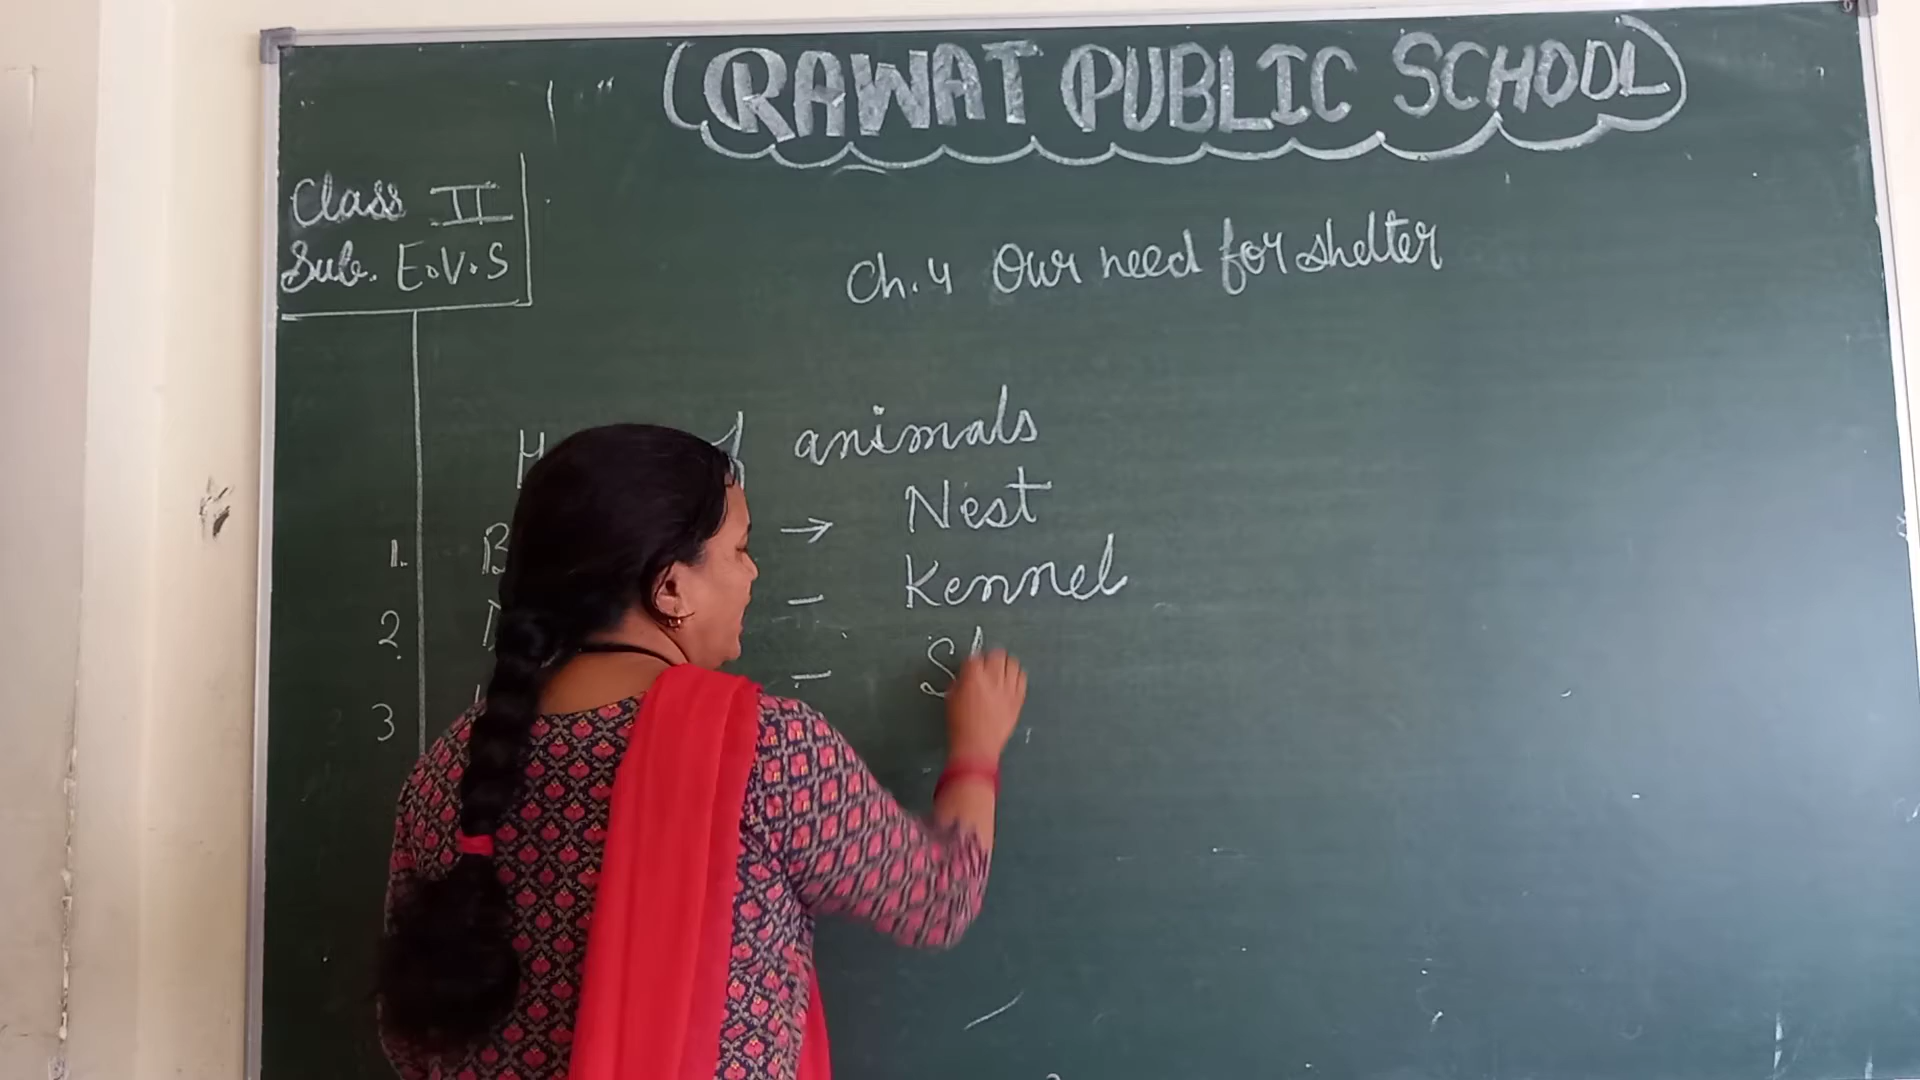 RAWAT PUBLIC SCHOOL
Class II
Sub. E.V.S
Ch. 4 Our need for shelter
animals
1. → Nest
2. - Kennel
3 -